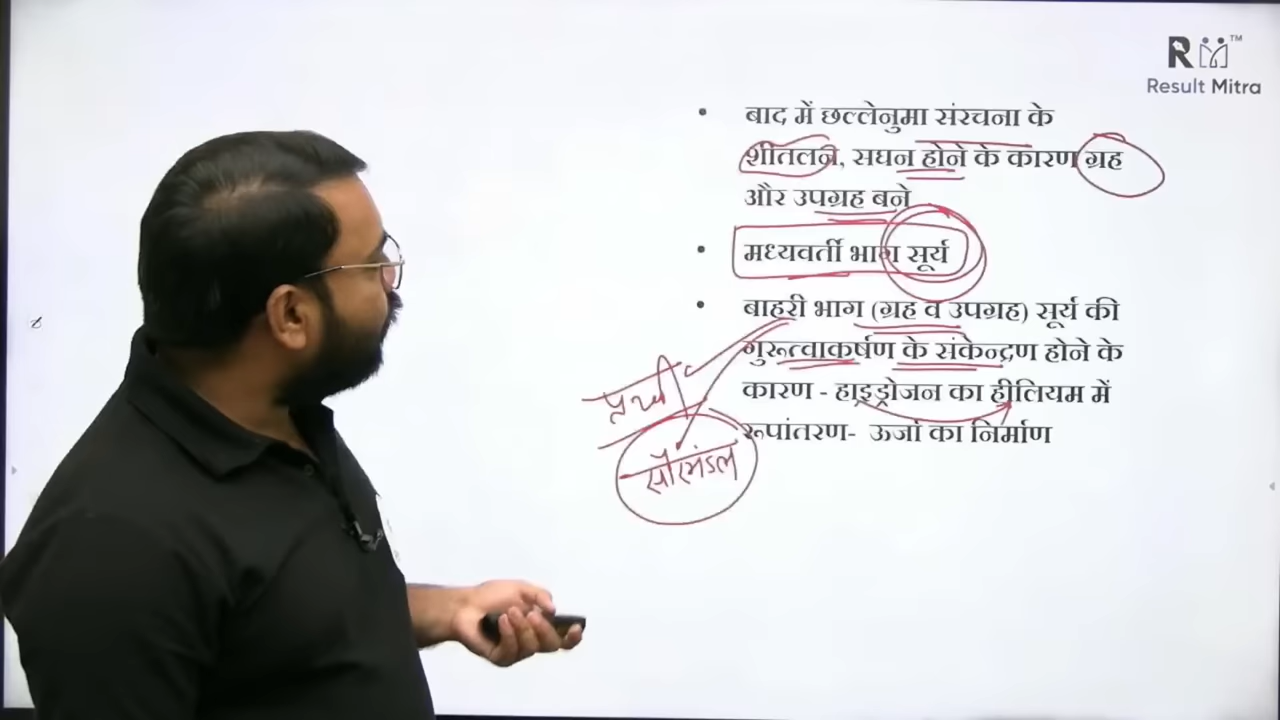 RM™
Result Mitra
• बाद में छल्लेनुमा संरचना के
शीतलन, सघन होने के कारण ग्रह
और उपग्रह बने
• मध्यवर्ती भाग सूर्य
• बाहरी भाग (ग्रह व उपग्रह) सूर्य की
गुरूत्वाकर्षण के संकेन्द्रण होने के
कारण - हाइड्रोजन का हीलियम में
रूपांतरण- ऊर्जा का निर्माण
पृथ्वी
सौरमंडल